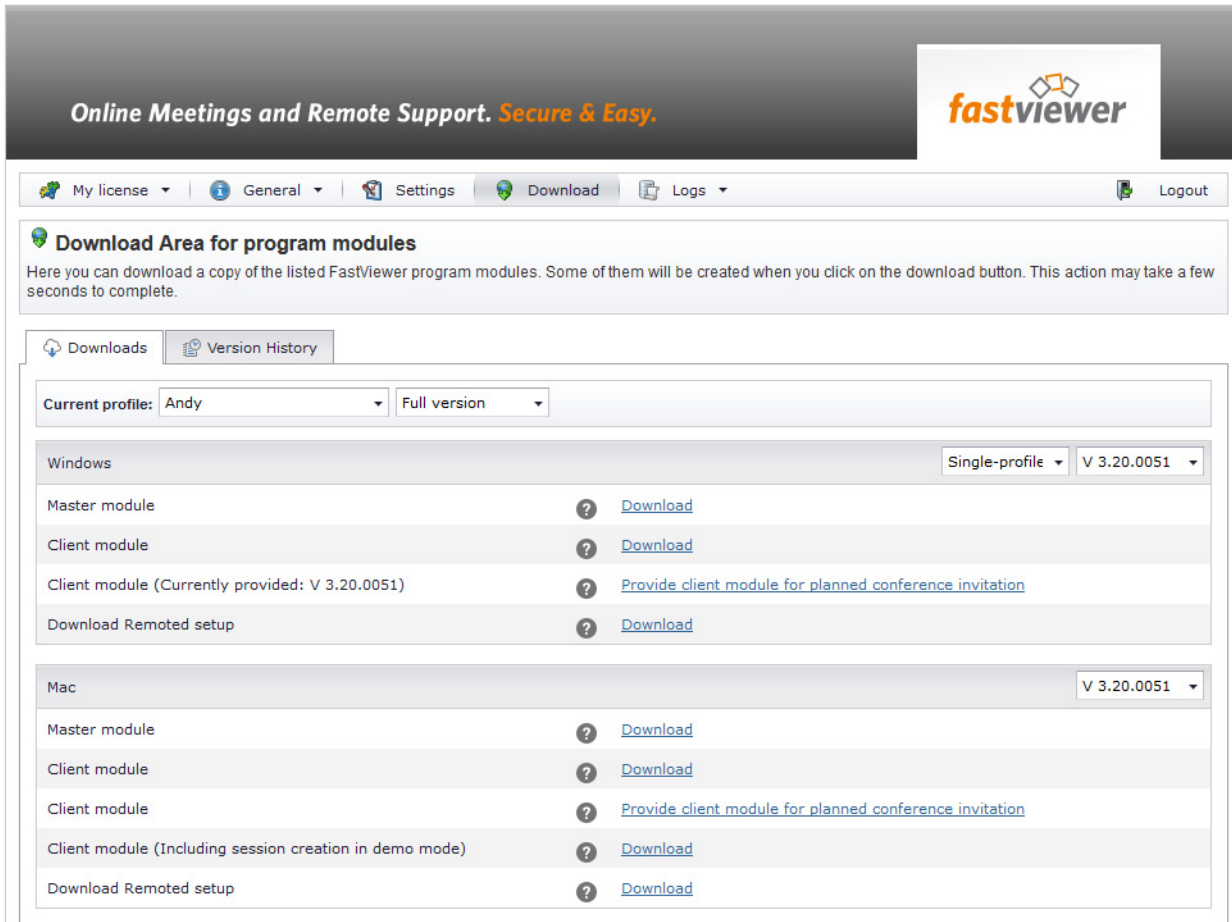 Online Meetings and Remote Support. Secure & Easy.
fastviewer
My license General Settings Download Logs Logout
Download Area for program modules
Here you can download a copy of the listed FastViewer program modules. Some of them will be created when you click on the download button. This action may take a few
seconds to complete.
Downloads Version History
Current profile: Andy Full version
Windows Single-profile V 3.20.0051
Master module ? Download
Client module ? Download
Client module (Currently provided: V 3.20.0051) ? Provide client module for planned conference invitation
Download Remoted setup ? Download
Mac V 3.20.0051
Master module ? Download
Client module ? Download
Client module ? Provide client module for planned conference invitation
Client module (Including session creation in demo mode) ? Download
Download Remoted setup ? Download